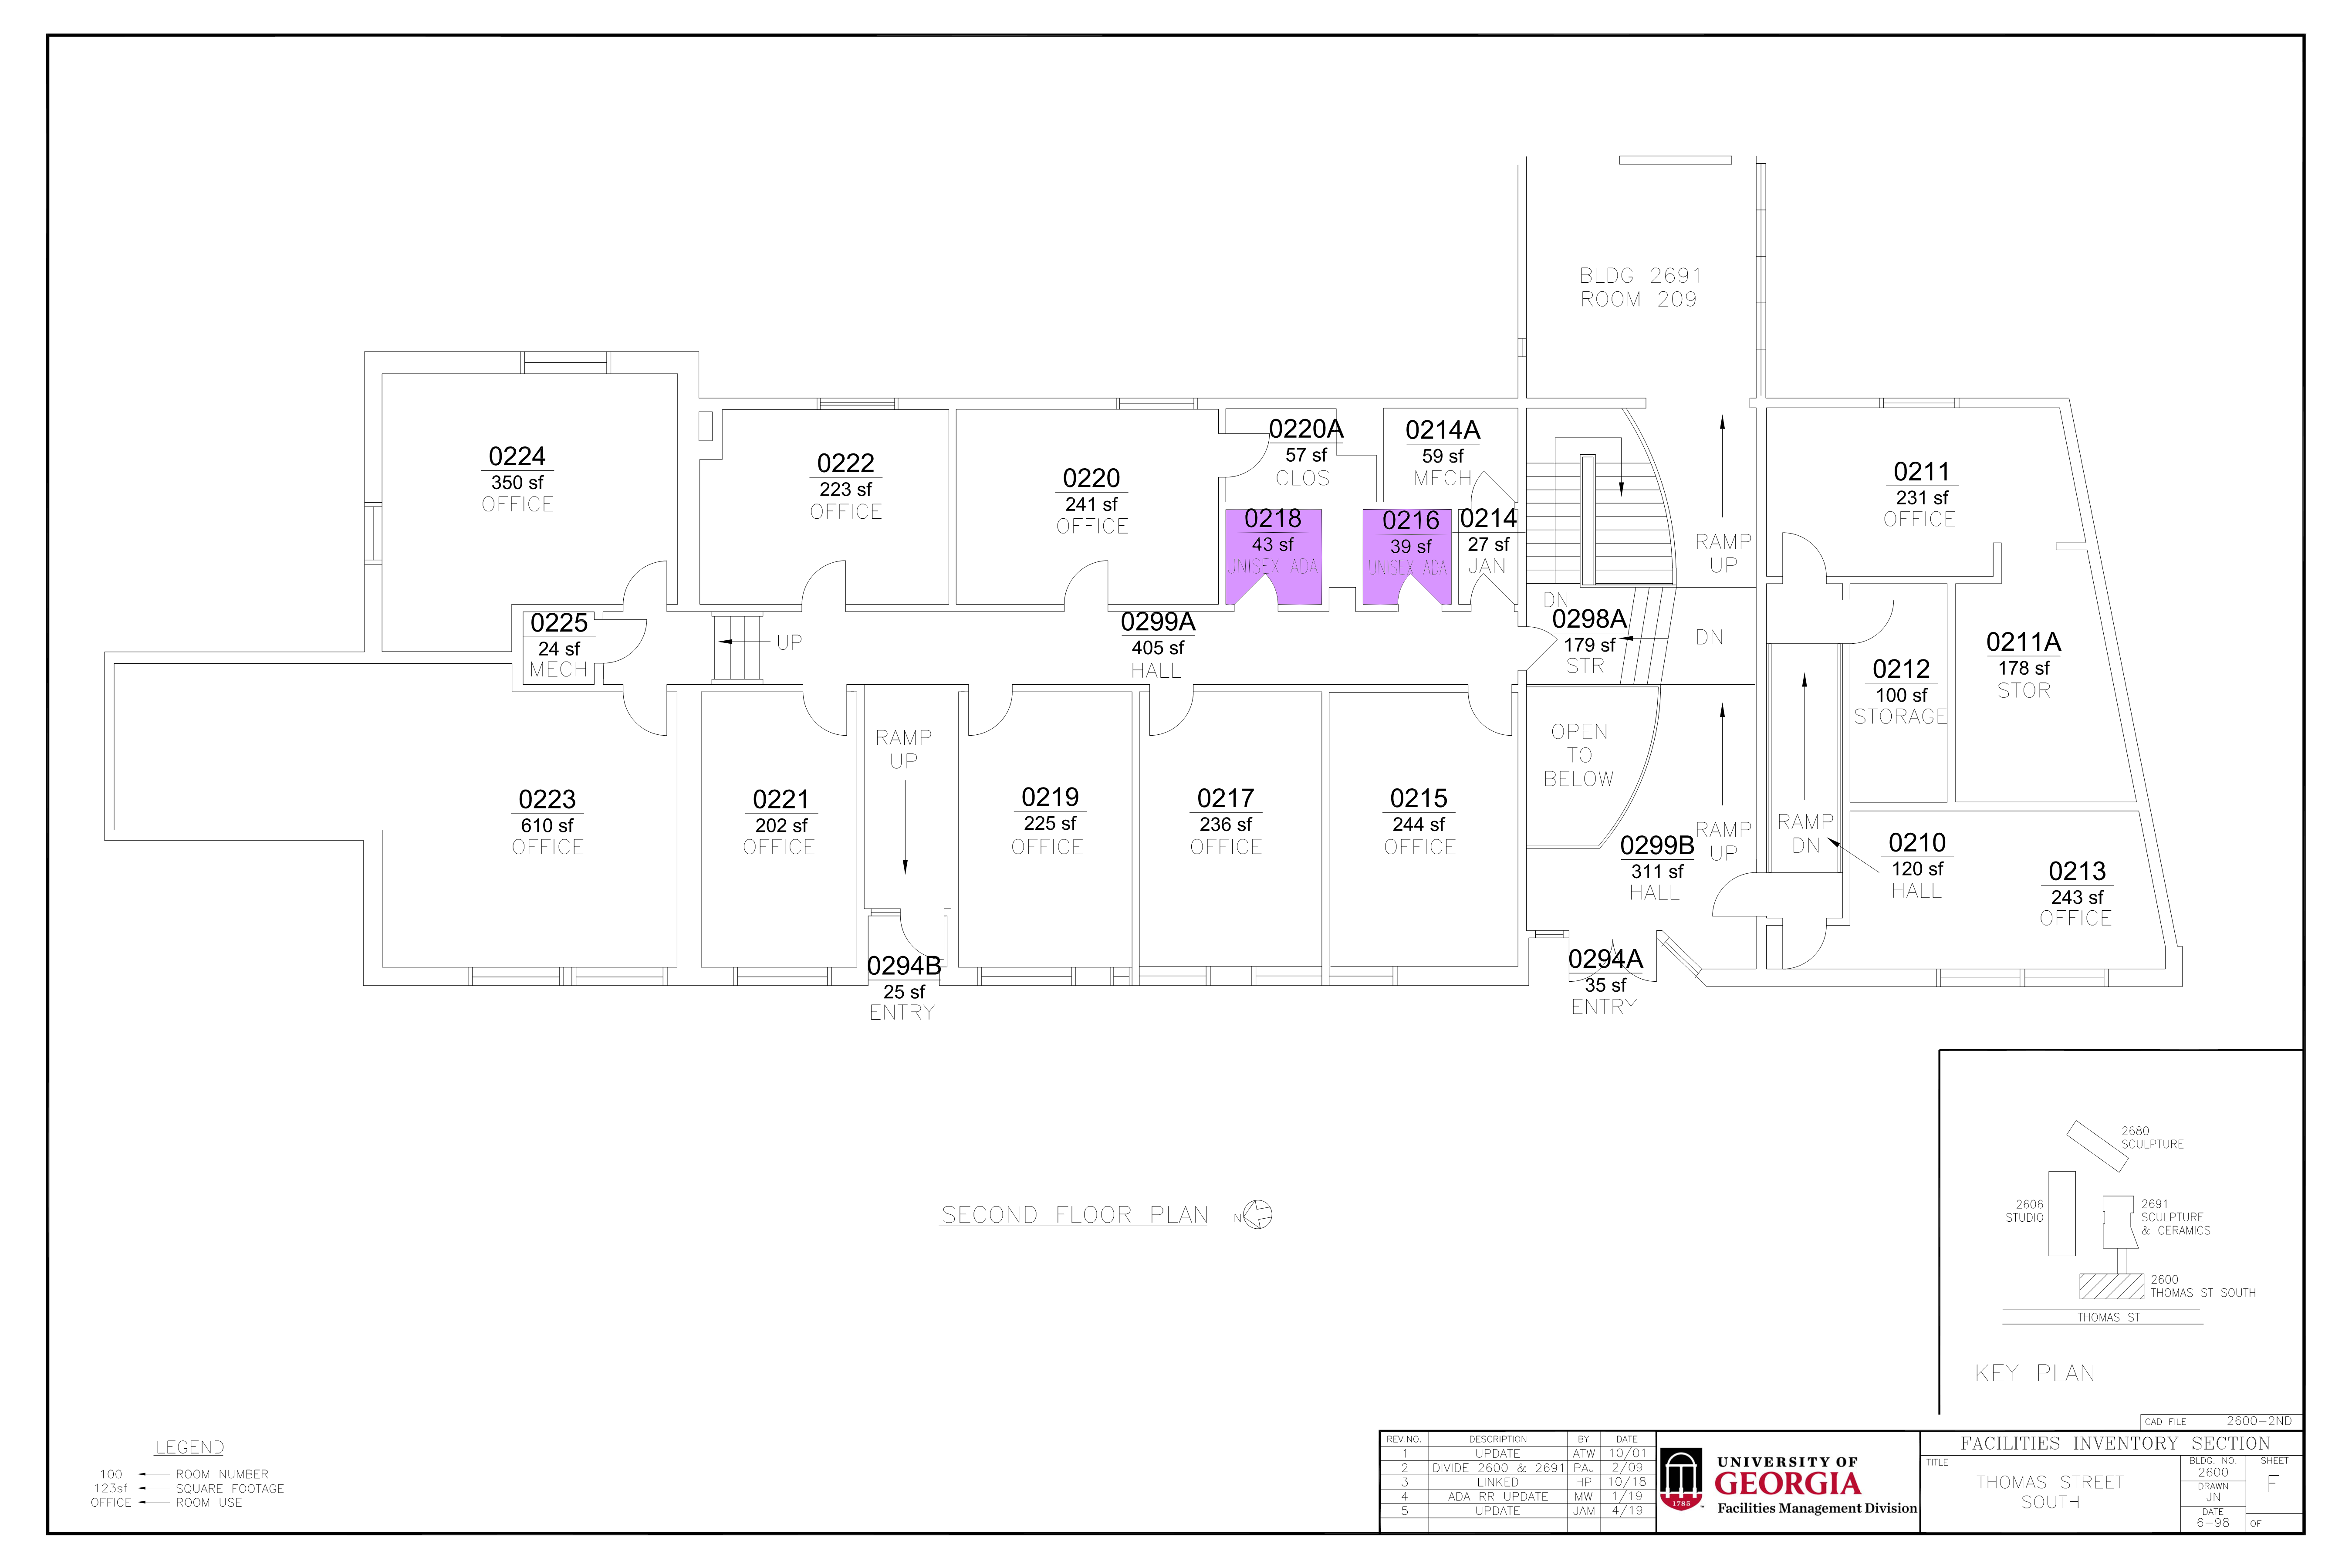 BLDG 2691
ROOM 209
0224
350 sf
OFFICE
0222
223 sf
OFFICE
0220
241 sf
OFFICE
0220A
57 sf
CLOS
0214A
59 sf
MECH
0218
43 sf
UNISEX ADA
0216
39 sf
UNISEX ADA
0214
27 sf
JAN
RAMP
UP
0211
231 sf
OFFICE
0225
24 sf
MECH
UP
0299A
405 sf
HALL
DN
0298A
179 sf
STR
DN
0211A
178 sf
STOR
0212
100 sf
STORAGE
RAMP
UP
OPEN
TO
BELOW
0223
610 sf
OFFICE
0221
202 sf
OFFICE
0219
225 sf
OFFICE
0217
236 sf
OFFICE
0215
244 sf
OFFICE
0299B
311 sf
HALL
RAMP
UP
RAMP
DN
0210
120 sf
HALL
0213
243 sf
OFFICE
0294B
25 sf
ENTRY
0294A
35 sf
ENTRY
SECOND FLOOR PLAN
N
2680
SCULPTURE
2606
STUDIO
2691
SCULPTURE
& CERAMICS
2600
THOMAS ST SOUTH
THOMAS ST
KEY PLAN
LEGEND
100 ROOM NUMBER
123sf SQUARE FOOTAGE
OFFICE ROOM USE
CAD FILE 2600-2ND
REV.NO. DESCRIPTION BY DATE
1 UPDATE ATW 10/01
2 DIVIDE 2600 & 2691 PAJ 2/09
3 LINKED HP 10/18
4 ADA RR UPDATE MW 1/19
5 UPDATE JAM 4/19
1785
UNIVERSITY OF
GEORGIA
Facilities Management Division
FACILITIES INVENTORY SECTION
TITLE
THOMAS STREET
SOUTH
BLDG. NO.
2600
DRAWN
JN
DATE
6-98
SHEET
F
OF